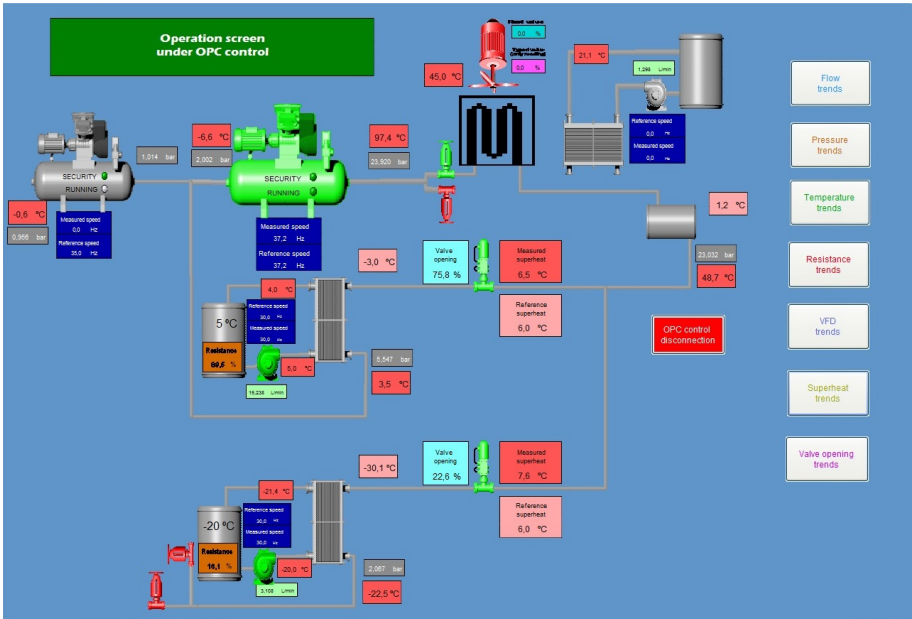 Operation screen
under OPC control
0,0 %
0,0 %
45,0 ºC
21,1 ºC
1,298 L/min
Reference speed
0,0 Hz
Measured speed
0,0 Hz
Flow
trends
Pressure
trends
Temperature
trends
Resistance
trends
VFD
trends
Superheat
trends
Valve opening
trends
SECURITY
RUNNING
1,014 bar
-6,6 ºC
2,002 bar
SECURITY
RUNNING
97,4 ºC
23,920 bar
-0,6 ºC
0,956 bar
Measured speed
0,0 Hz
Reference speed
35,0 Hz
Measured speed
37,2 Hz
Reference speed
37,2 Hz
1,2 ºC
23,032 bar
48,7 ºC
OPC control
disconnection
-3,0 ºC
Valve
opening
75,8 %
Measured
superheat
6,5 ºC
Reference
superheat
6,0 ºC
4,0 ºC
5 ºC
Resistance
Reference speed
30,0 Hz
Measured speed
30,0 Hz
5,0 ºC
L/min
5,547 bar
3,5 ºC
-30,1 ºC
Valve
opening
22,6 %
Measured
superheat
7,6 ºC
Reference
superheat
6,0 ºC
-21,4 ºC
-20 ºC
Resistance
16,1 %
Reference speed
30,0 Hz
Measured speed
30,0 Hz
-20,0 ºC
3,108 L/min
2,067 bar
-22,5 ºC